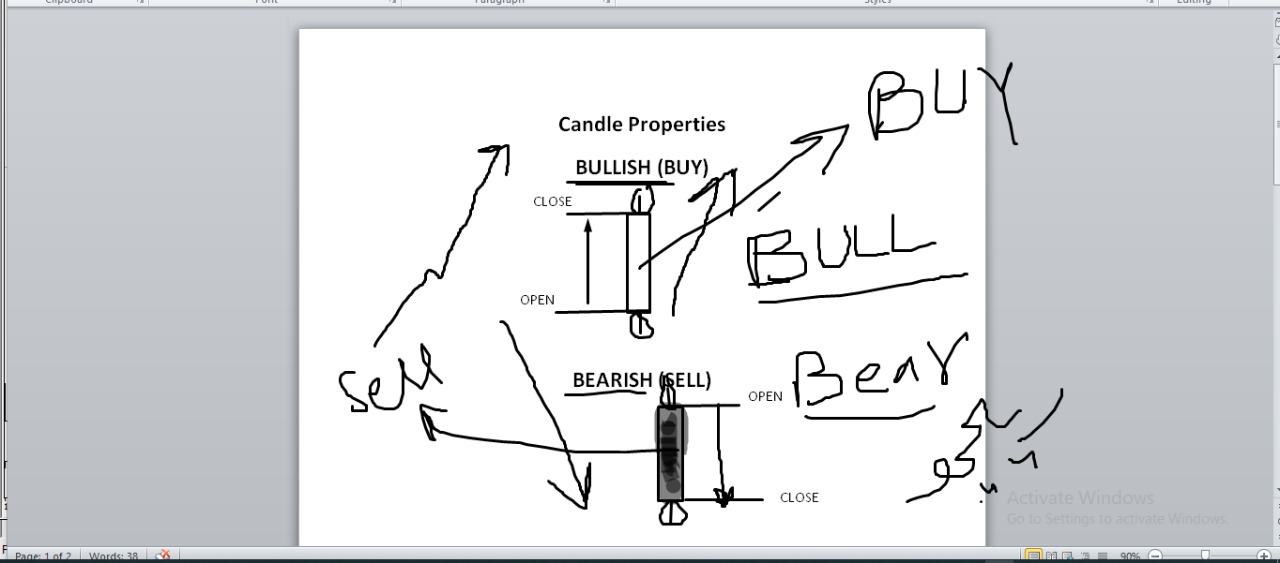 Clipboard
Font
Paragraph
Styles
Editing
BUY
Candle Properties
BULLISH (BUY)
CLOSE
BULL
OPEN
Sell
Bear
BEARISH (SELL)
OPEN
CLOSE
Activate Windows
Go to Settings to activate Windows.
Page: 1 of 2
Words: 38
90%